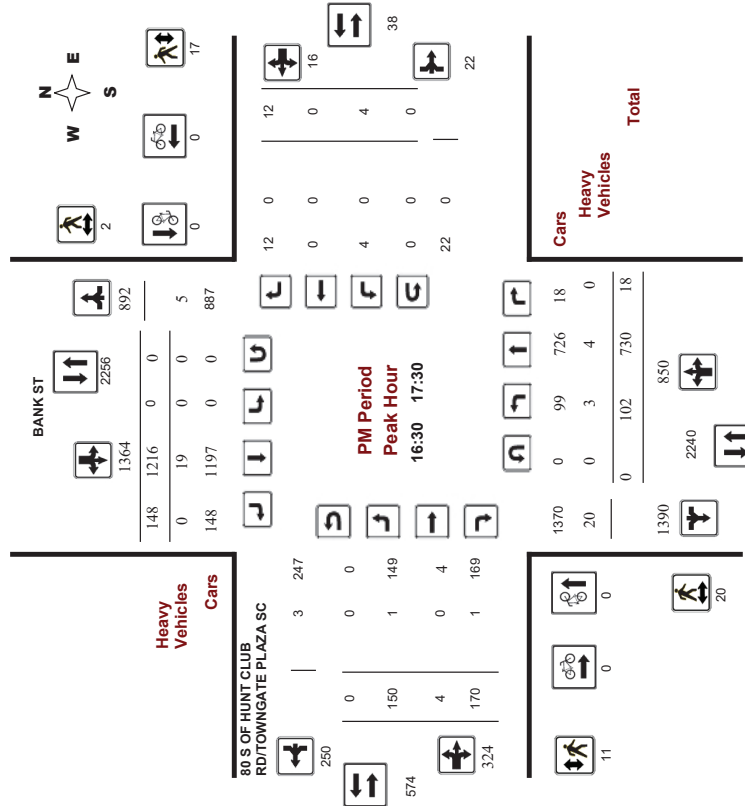 N
W E
S
17
2
0
0
BANK ST
892
2256
1364
148 1216 0 0
0 19 0 0 5
148 1197 0 0 887
38
16
22
12 0 12
0 0 0
4 0 4
0 0 0
22 0
Heavy
Vehicles
Cars
80 S OF HUNT CLUB
RD/TOWNGATE PLAZA SC
PM Period
Peak Hour
16:30 17:30
250
574
324
3 247
0 0 0
150 1 149
4 0 4
170 1 169
Cars
Heavy
Vehicles
Total
1370 0 99 726 18
20 0 3 4 0
0 102 730 18
1390
850
2240
0
0
20
11